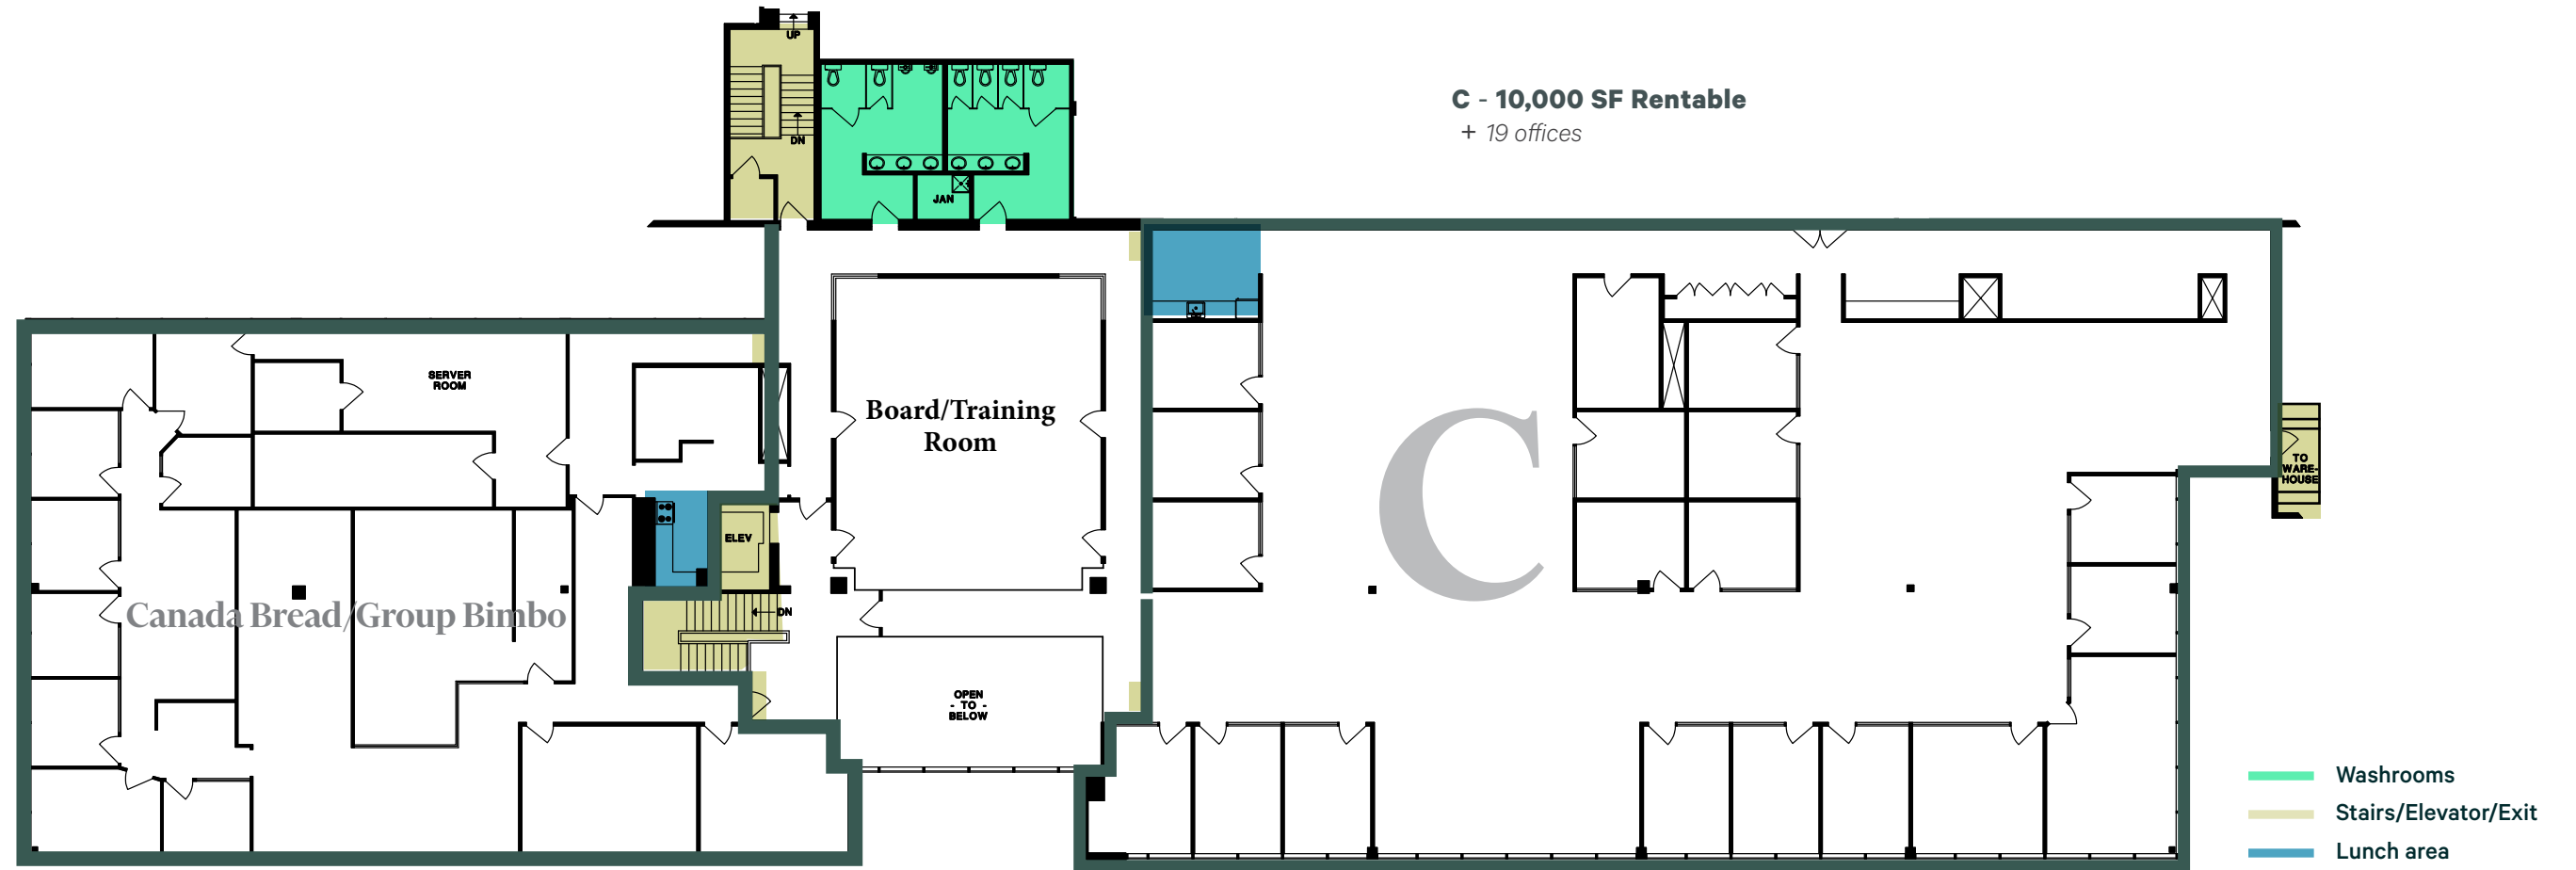 UP
DN
JAN
C - 10,000 SF Rentable
+ 19 offices
SERVER
ROOM
Board/Training
Room
C
TO
WARE-
HOUSE
ELEV
DN
Canada Bread/Group Bimbo
OPEN
- TO -
BELOW
Washrooms
Stairs/Elevator/Exit
Lunch area